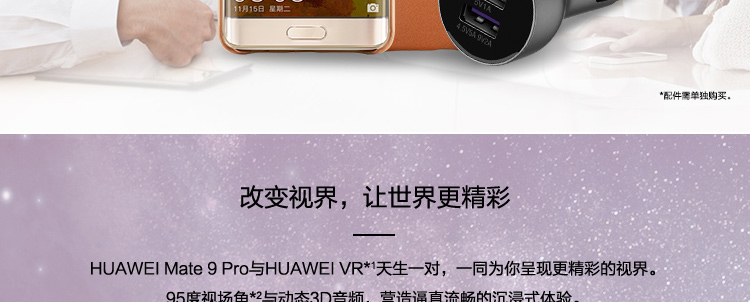 11月15日 星期二
5V1A
4.5V5A·9V2A
*配件需单独购买。
改变视界，让世界更精彩
HUAWEI Mate 9 Pro与HUAWEI VR*¹天生一对，一同为你呈现更精彩的视界。
95度视场角*²与动态3D音频，营造逼真流畅的沉浸式体验。